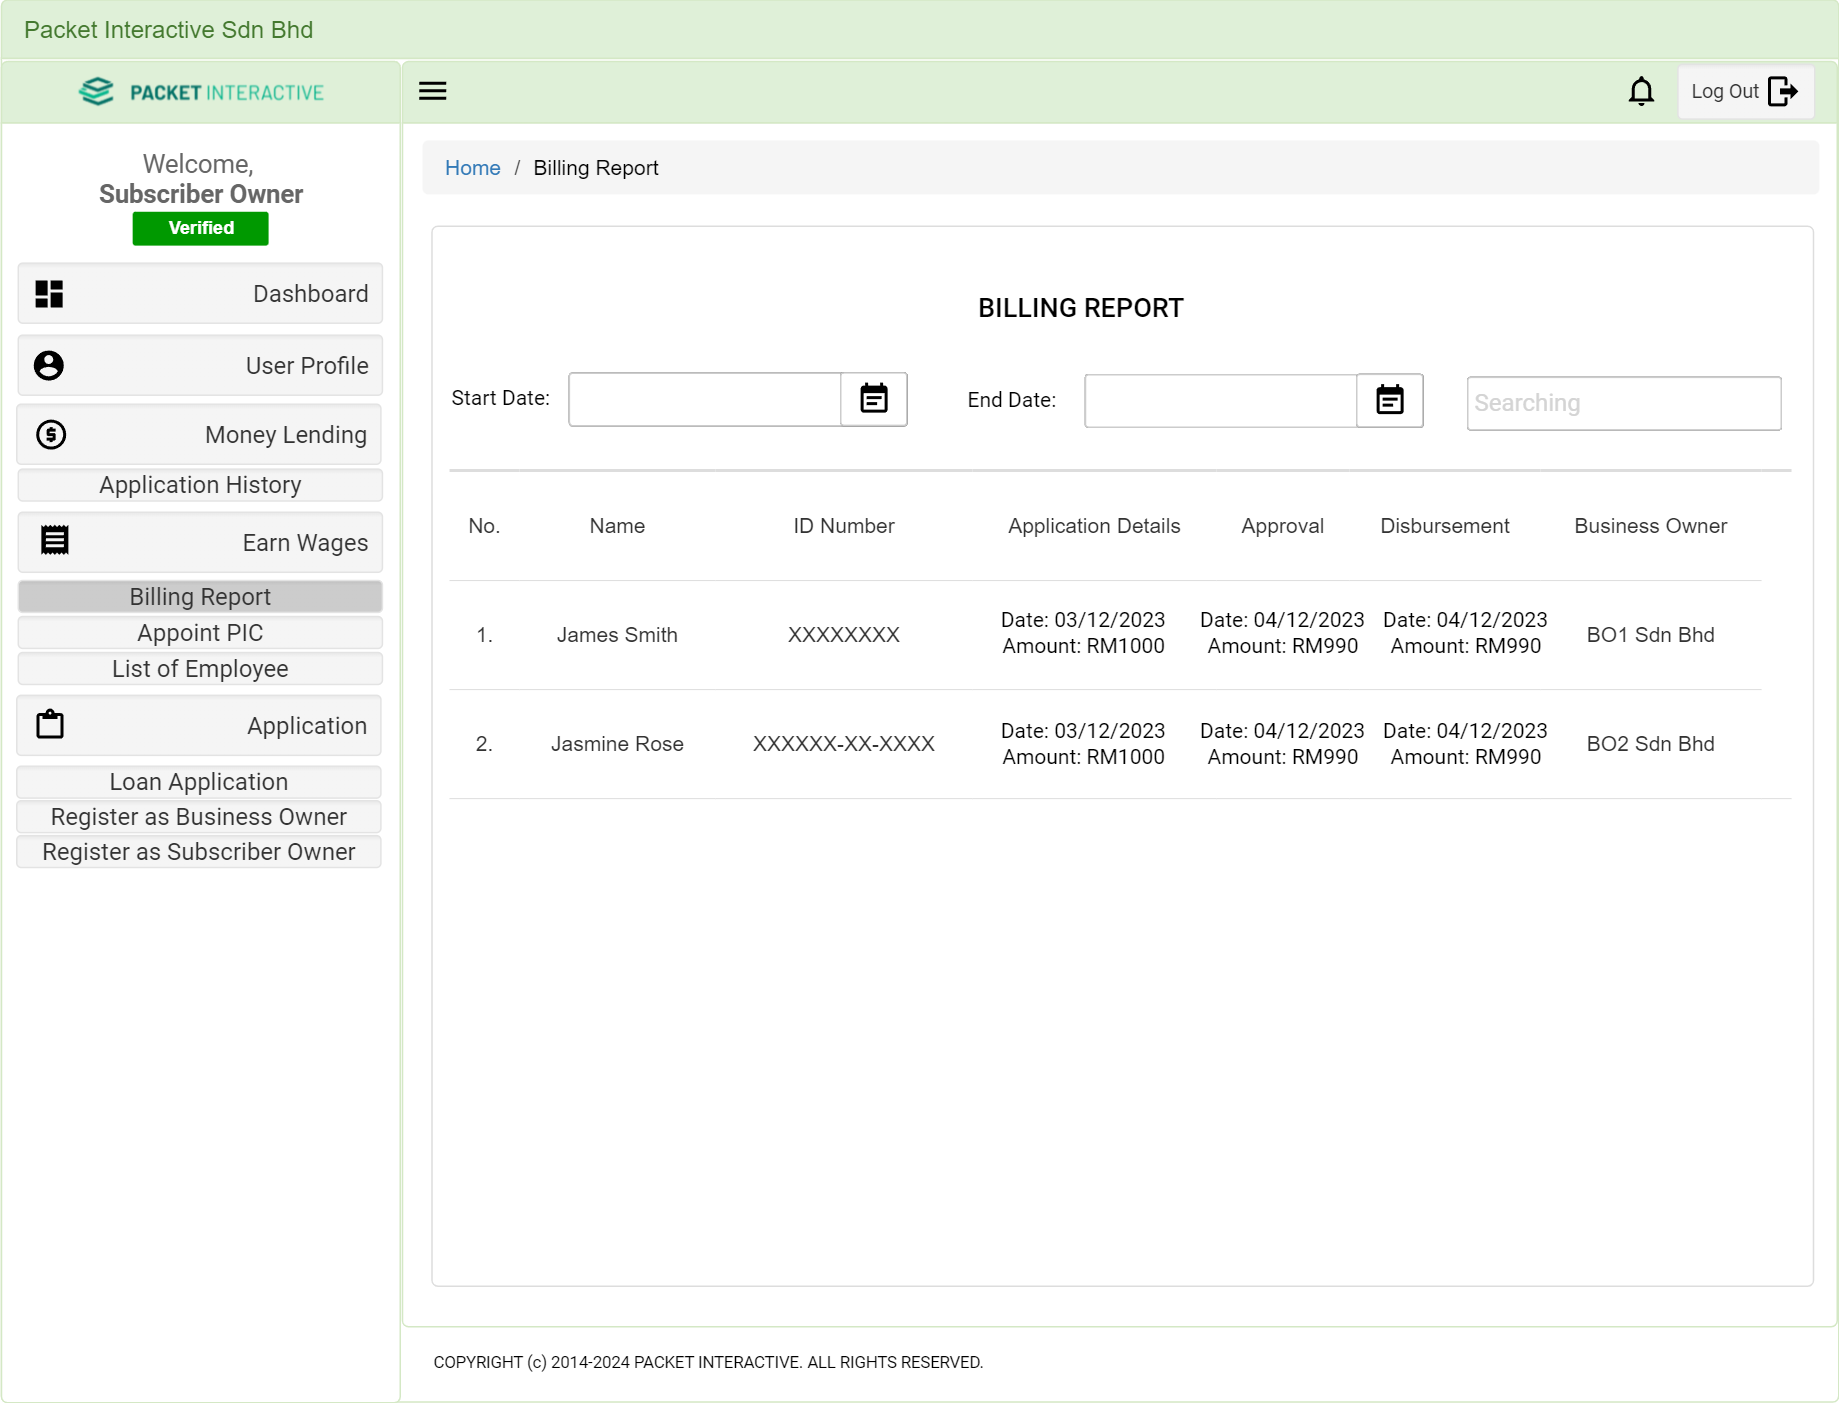 Packet Interactive Sdn Bhd
PACKET INTERACTIVE
Log Out
Welcome,
Subscriber Owner
Verified
Dashboard
User Profile
Money Lending
Application History
Earn Wages
Billing Report
Appoint PIC
List of Employee
Application
Loan Application
Register as Business Owner
Register as Subscriber Owner
Home / Billing Report
BILLING REPORT
Start Date:
End Date:
Searching
No. Name ID Number Application Details Approval Disbursement Business Owner
1. James Smith XXXXXXXX Date: 03/12/2023 Date: 04/12/2023 Date: 04/12/2023 BO1 Sdn Bhd
Amount: RM1000 Amount: RM990 Amount: RM990
2. Jasmine Rose XXXXXX-XX-XXXX Date: 03/12/2023 Date: 04/12/2023 Date: 04/12/2023 BO2 Sdn Bhd
Amount: RM1000 Amount: RM990 Amount: RM990
COPYRIGHT (c) 2014-2024 PACKET INTERACTIVE. ALL RIGHTS RESERVED.